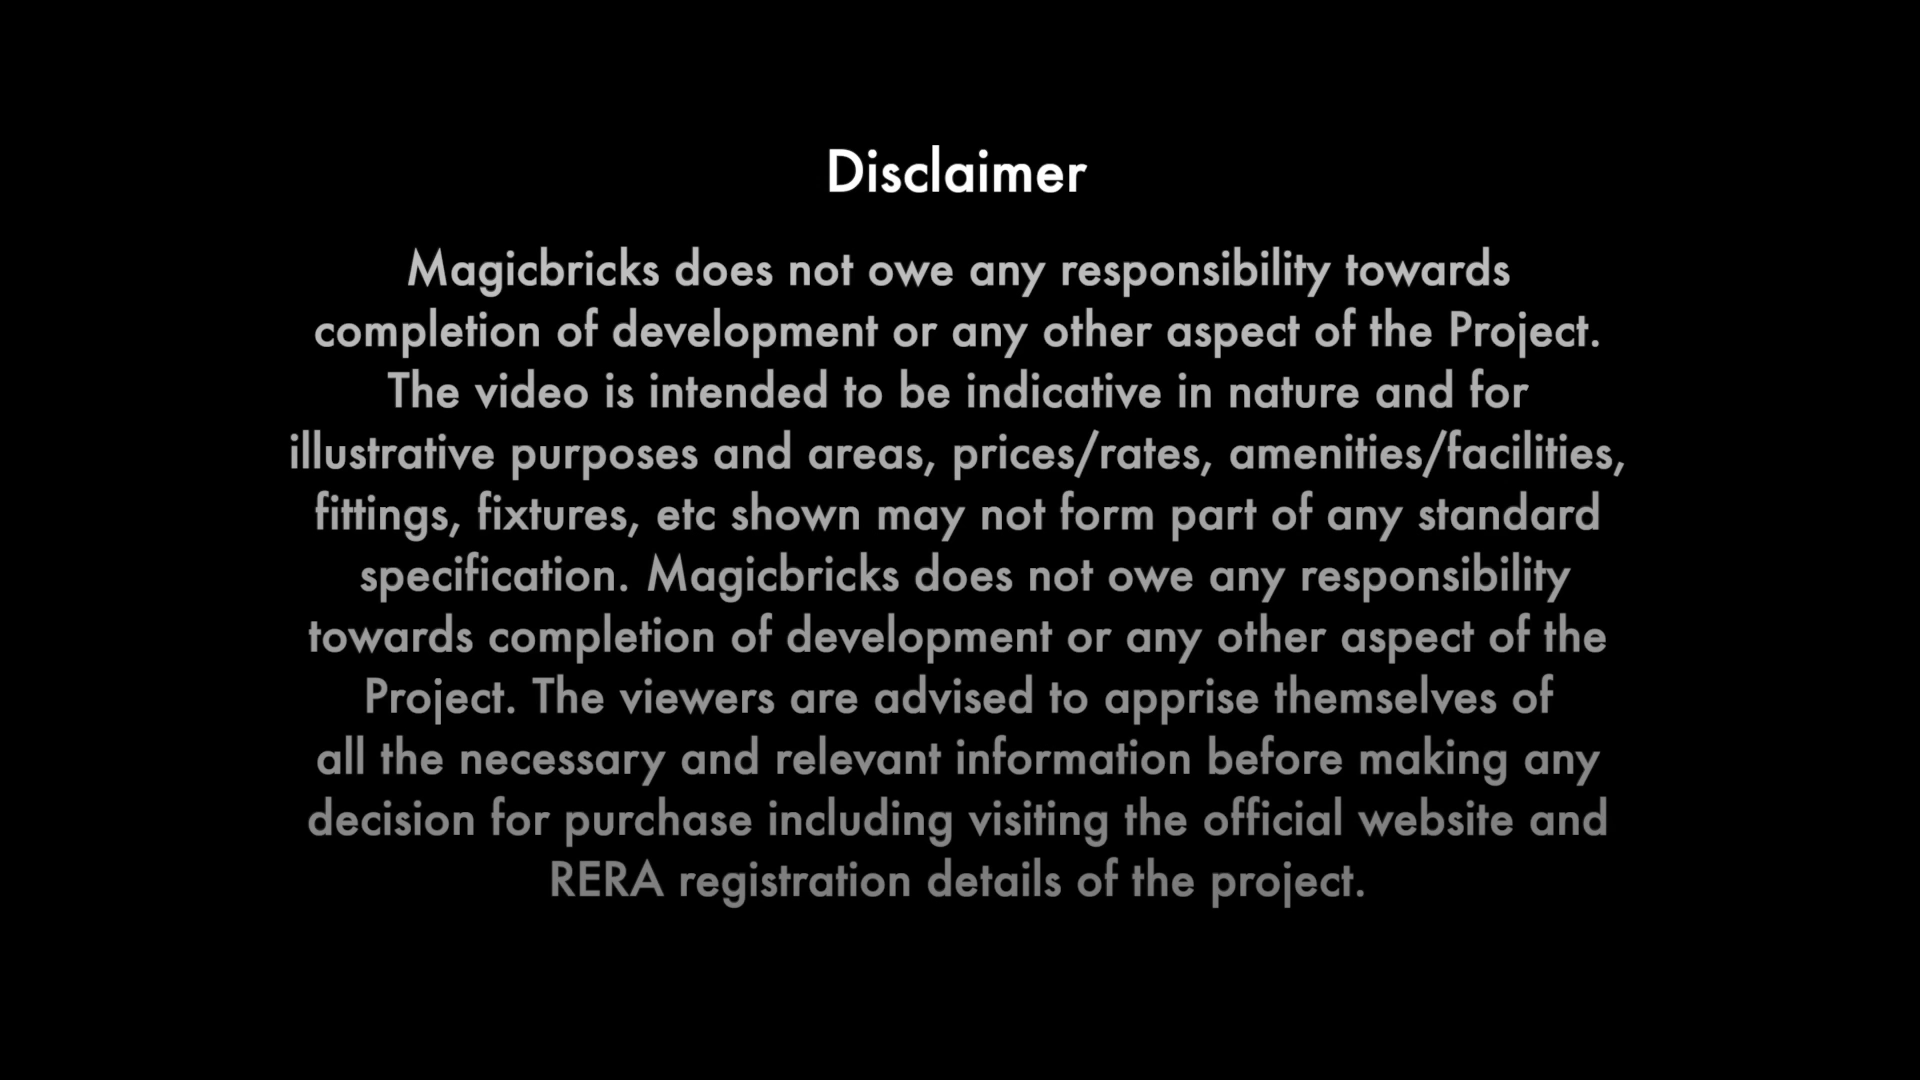 Disclaimer
Magicbricks does not owe any responsibility towards
completion of development or any other aspect of the Project.
The video is intended to be indicative in nature and for
illustrative purposes and areas, prices/rates, amenities/facilities,
fittings, fixtures, etc shown may not form part of any standard
specification. Magicbricks does not owe any responsibility
towards completion of development or any other aspect of the
Project. The viewers are advised to apprise themselves of
all the necessary and relevant information before making any
decision for purchase including visiting the official website and
RERA registration details of the project.